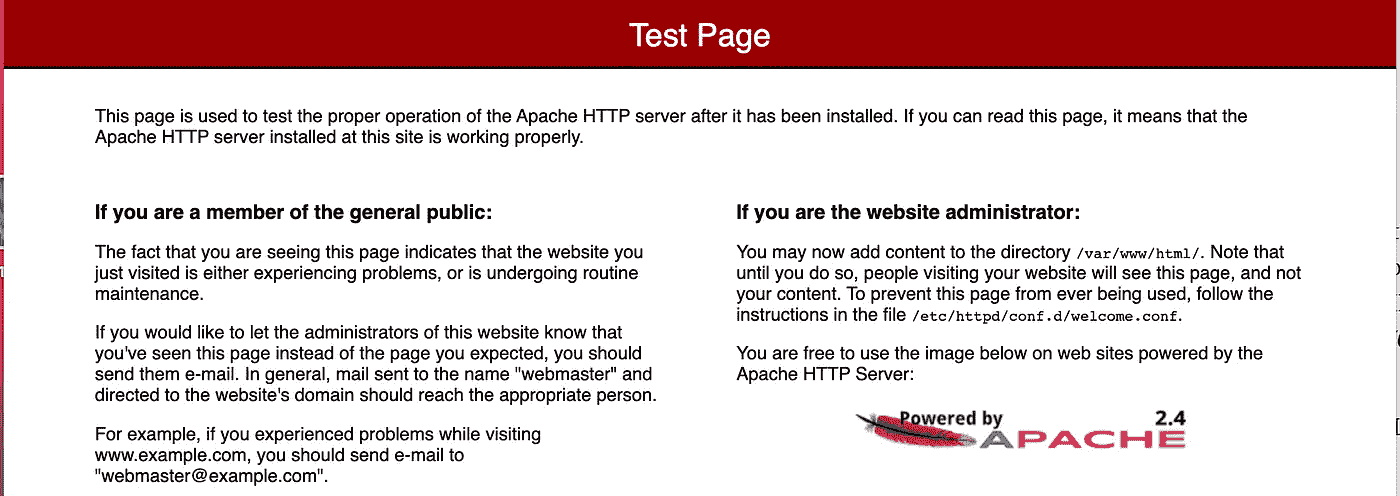 Test Page
This page is used to test the proper operation of the Apache HTTP server after it has been installed. If you can read this page, it means that the
Apache HTTP server installed at this site is working properly.
If you are a member of the general public:
The fact that you are seeing this page indicates that the website you
just visited is either experiencing problems, or is undergoing routine
maintenance.
If you would like to let the administrators of this website know that
you've seen this page instead of the page you expected, you should
send them e-mail. In general, mail sent to the name "webmaster" and
directed to the website's domain should reach the appropriate person.
For example, if you experienced problems while visiting
www.example.com, you should send e-mail to
"webmaster@example.com".
If you are the website administrator:
You may now add content to the directory /var/www/html/. Note that
until you do so, people visiting your website will see this page, and not
your content. To prevent this page from ever being used, follow the
instructions in the file /etc/httpd/conf.d/welcome.conf.
You are free to use the image below on web sites powered by the
Apache HTTP Server:
Powered by 2.4
APACHE